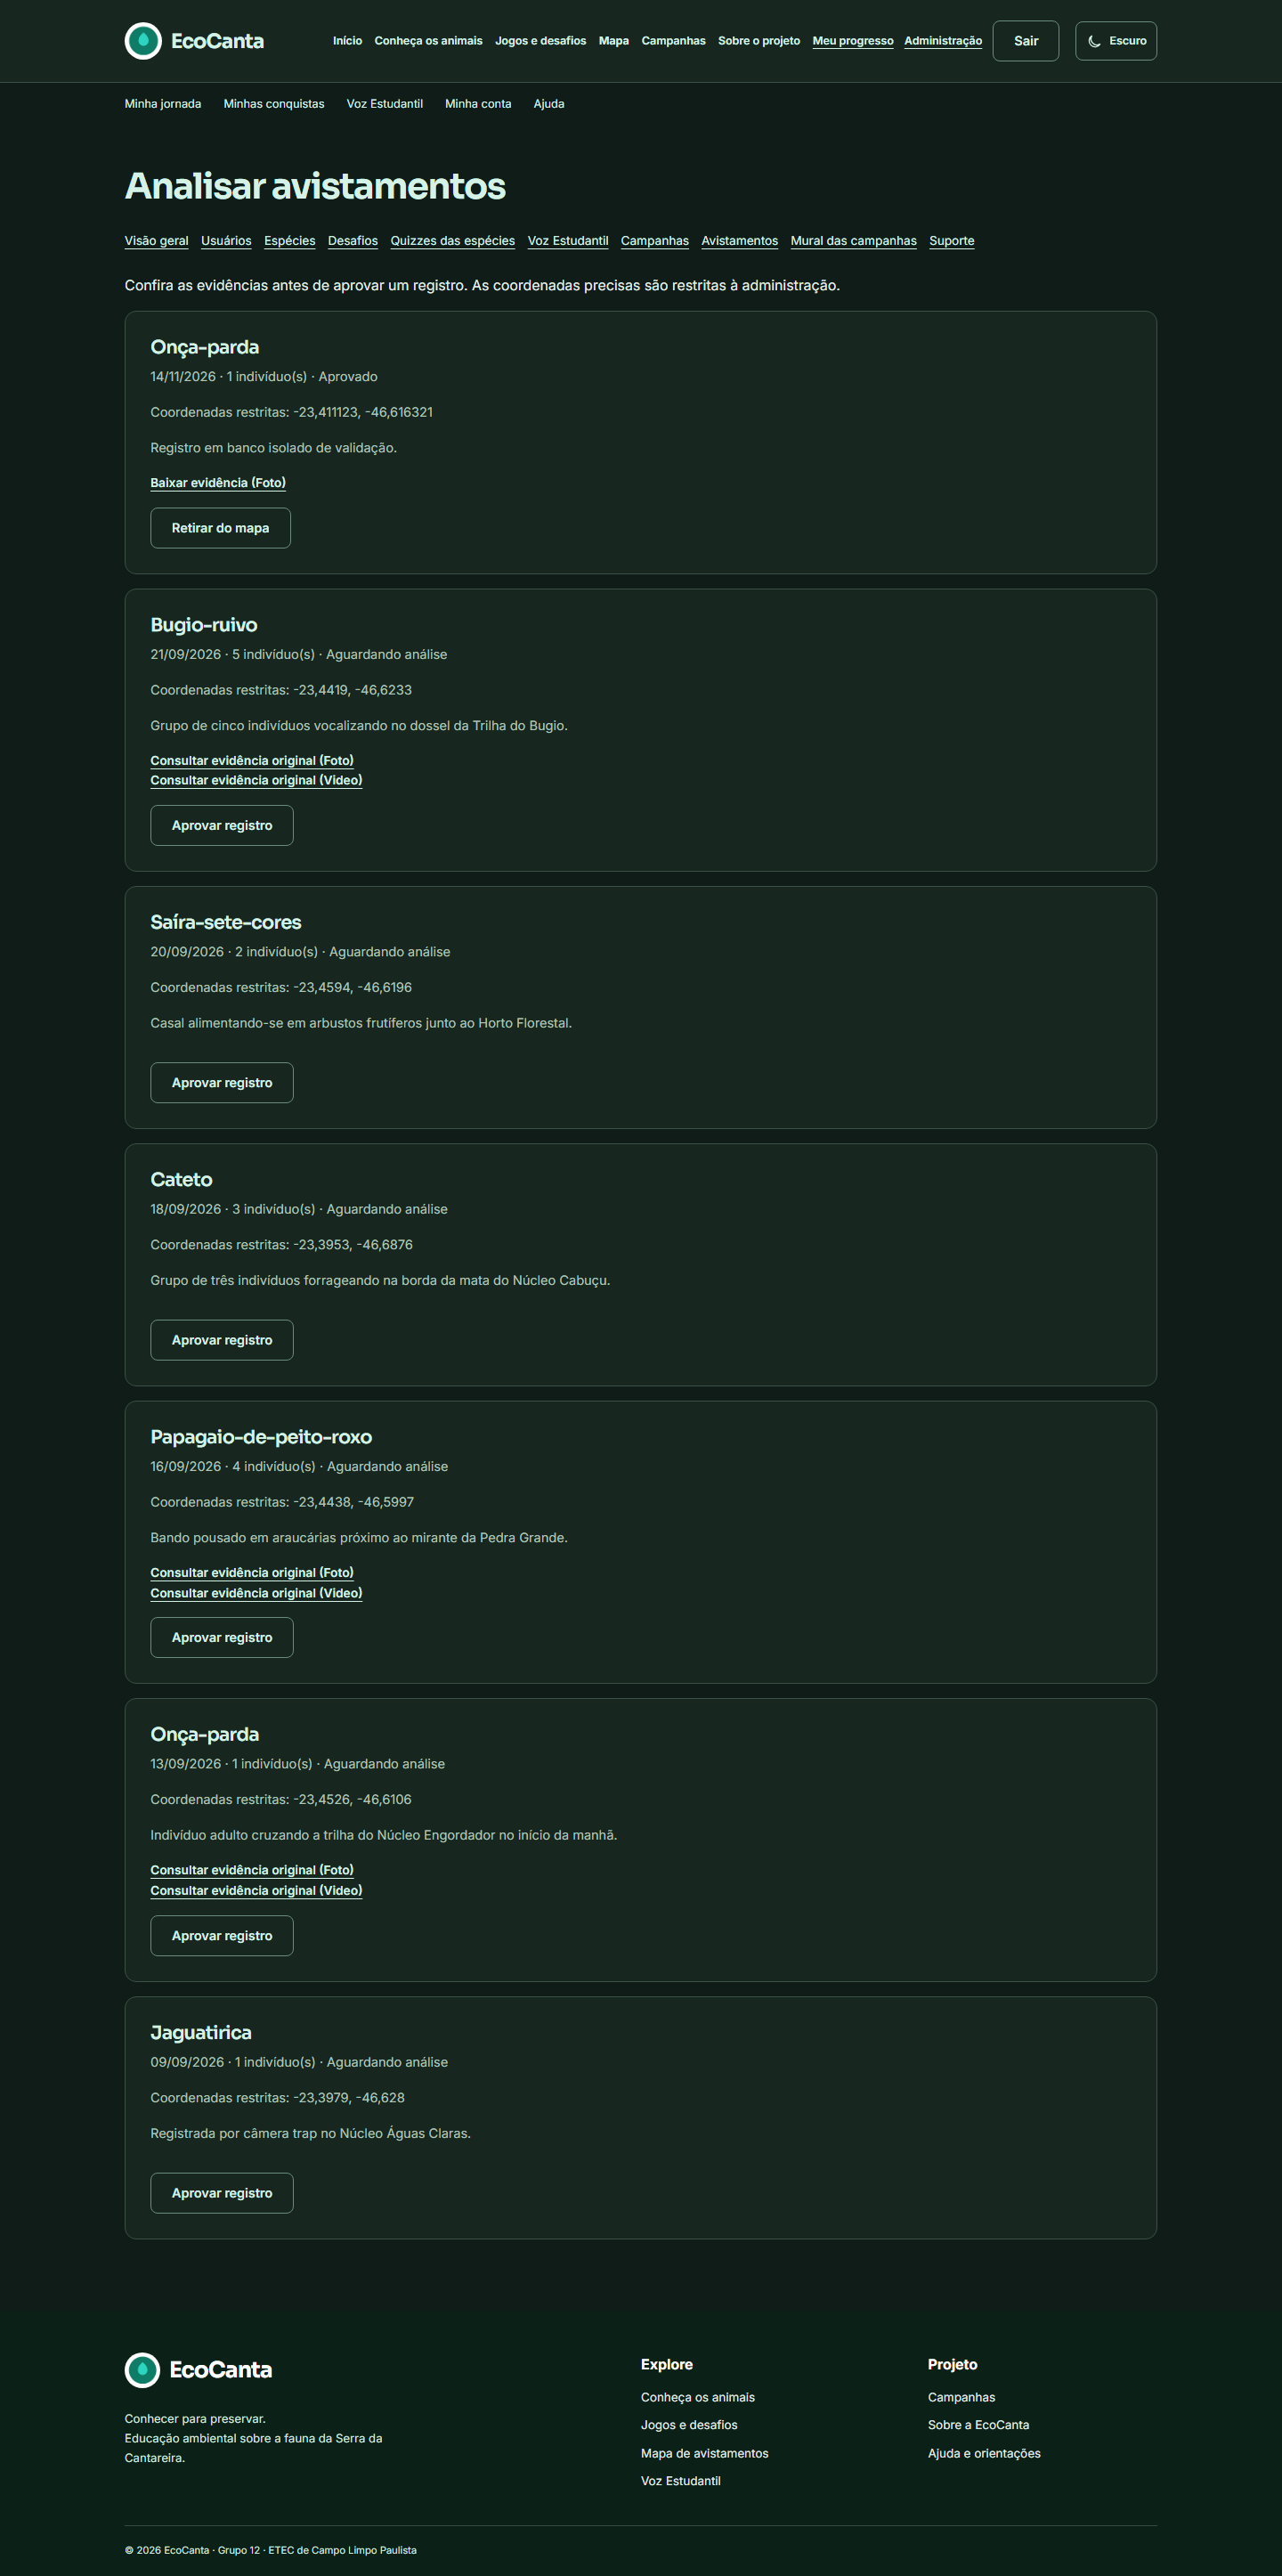 EcoCanta
Início Conheça os animais Jogos e desafios Mapa Campanhas Sobre o projeto Meu progresso Administração Sair Escuro
Minha jornada Minhas conquistas Voz Estudantil Minha conta Ajuda
Analisar avistamentos
Visão geral Usuários Espécies Desafios Quizzes das espécies Voz Estudantil Campanhas Avistamentos Mural das campanhas Suporte
Confira as evidências antes de aprovar um registro. As coordenadas precisas são restritas à administração.
Onça-parda
14/11/2026 · 1 indivíduo(s) · Aprovado
Coordenadas restritas: -23,411123, -46,616321
Registro em banco isolado de validação.
Baixar evidência (Foto)
Retirar do mapa
Bugio-ruivo
21/09/2026 · 5 indivíduo(s) · Aguardando análise
Coordenadas restritas: -23,4419, -46,6233
Grupo de cinco indivíduos vocalizando no dossel da Trilha do Bugio.
Consultar evidência original (Foto)
Consultar evidência original (Video)
Aprovar registro
Saíra-sete-cores
20/09/2026 · 2 indivíduo(s) · Aguardando análise
Coordenadas restritas: -23,4594, -46,6196
Casal alimentando-se em arbustos frutíferos junto ao Horto Florestal.
Aprovar registro
Cateto
18/09/2026 · 3 indivíduo(s) · Aguardando análise
Coordenadas restritas: -23,3953, -46,6876
Grupo de três indivíduos forrageando na borda da mata do Núcleo Cabuçu.
Aprovar registro
Papagaio-de-peito-roxo
16/09/2026 · 4 indivíduo(s) · Aguardando análise
Coordenadas restritas: -23,4438, -46,5997
Bando pousado em araucárias próximo ao mirante da Pedra Grande.
Consultar evidência original (Foto)
Consultar evidência original (Video)
Aprovar registro
Onça-parda
13/09/2026 · 1 indivíduo(s) · Aguardando análise
Coordenadas restritas: -23,4526, -46,6106
Indivíduo adulto cruzando a trilha do Núcleo Engordador no início da manhã.
Consultar evidência original (Foto)
Consultar evidência original (Video)
Aprovar registro
Jaguatirica
09/09/2026 · 1 indivíduo(s) · Aguardando análise
Coordenadas restritas: -23,3979, -46,628
Registrada por câmera trap no Núcleo Águas Claras.
Aprovar registro
EcoCanta
Conhecer para preservar.
Educação ambiental sobre a fauna da Serra da
Cantareira.
Explore
Conheça os animais
Jogos e desafios
Mapa de avistamentos
Voz Estudantil
Projeto
Campanhas
Sobre a EcoCanta
Ajuda e orientações
© 2026 EcoCanta · Grupo 12 · ETEC de Campo Limpo Paulista